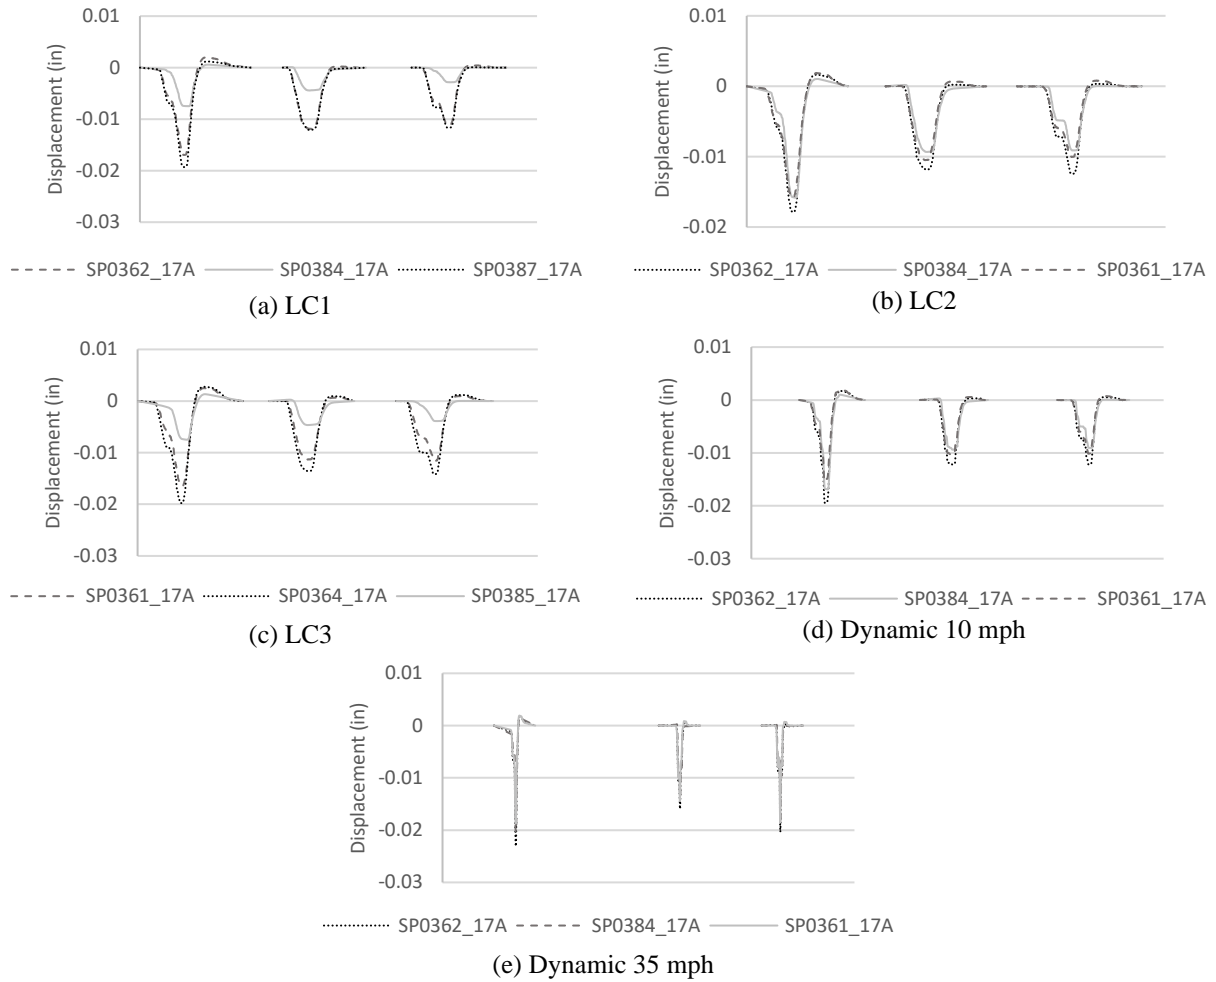 0.01
0
-0.01
-0.02
-0.03
Displacement (in)
SP0362_17A SP0384_17A SP0387_17A
(a) LC1
0.01
0
-0.01
-0.02
Displacement (in)
SP0362_17A SP0384_17A SP0361_17A
(b) LC2
0.01
0
-0.01
-0.02
-0.03
Displacement (in)
SP0361_17A SP0364_17A SP0385_17A
(c) LC3
0.01
0
-0.01
-0.02
-0.03
Displacement (in)
SP0362_17A SP0384_17A SP0361_17A
(d) Dynamic 10 mph
0.01
0
-0.01
-0.02
-0.03
Displacement (in)
SP0362_17A SP0384_17A SP0361_17A
(e) Dynamic 35 mph